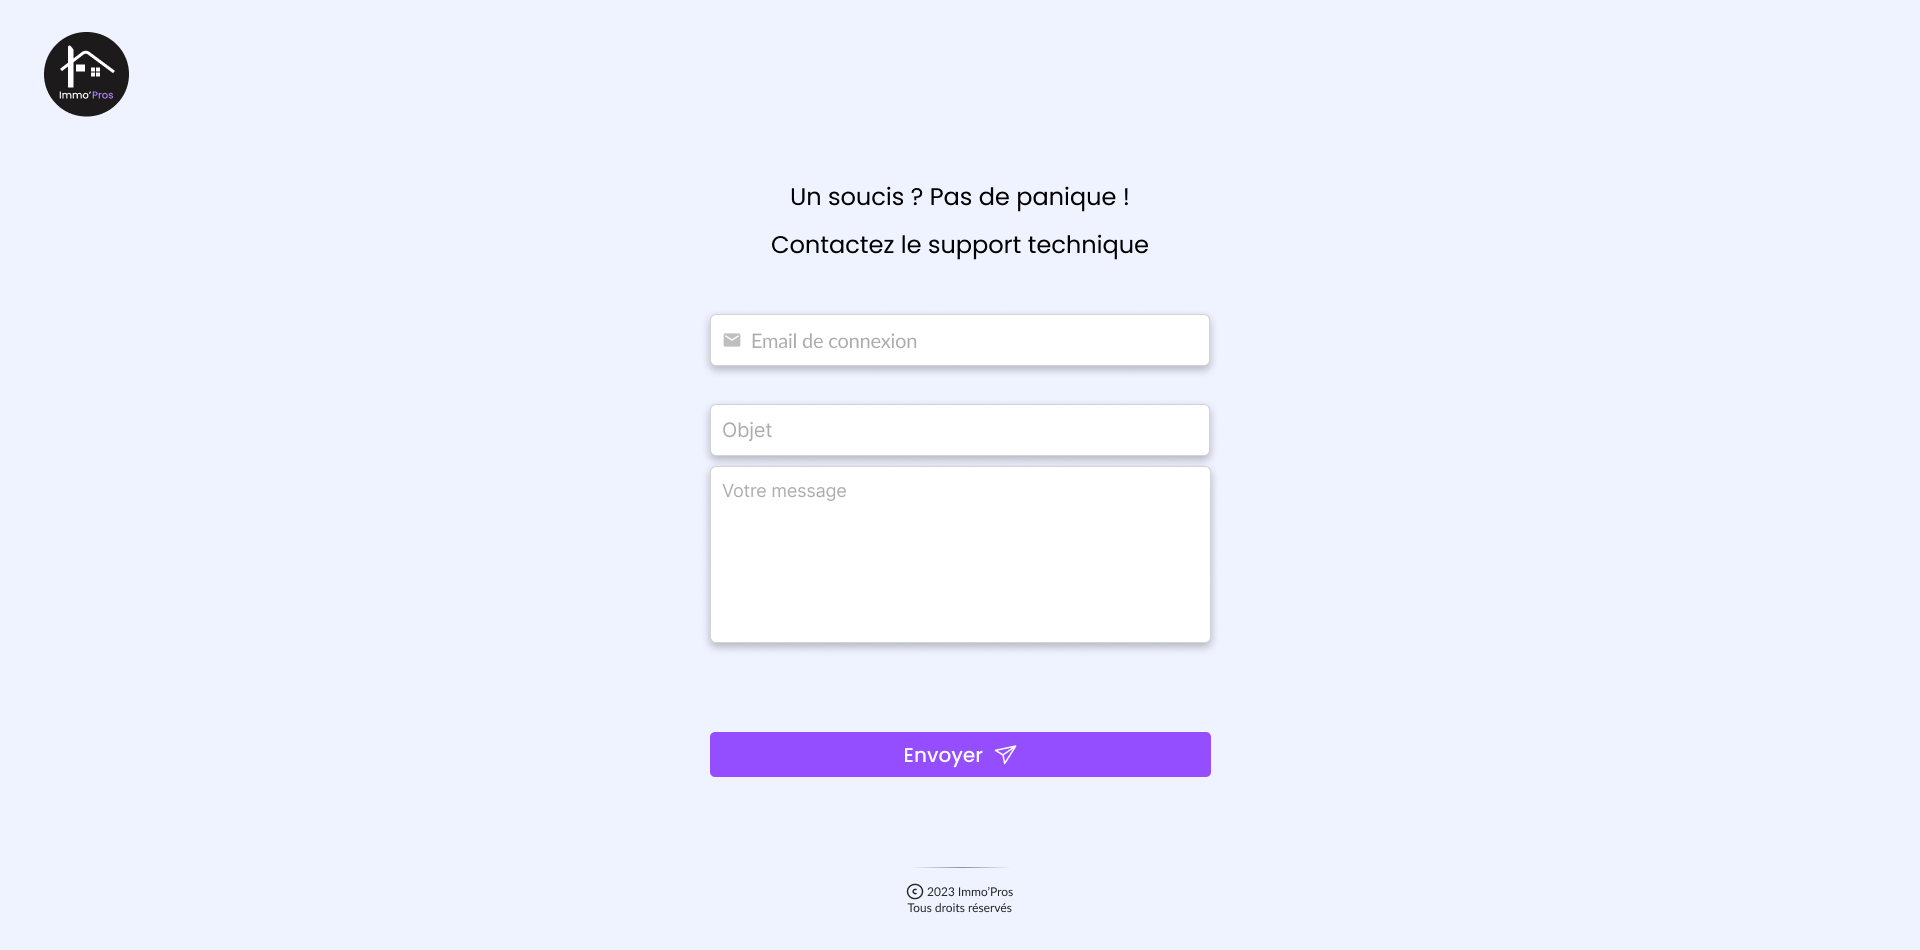 Immo'Pros
Un soucis ? Pas de panique !
Contactez le support technique
Email de connexion
Objet
Votre message
Envoyer
© 2023 Immo'Pros
Tous droits réservés